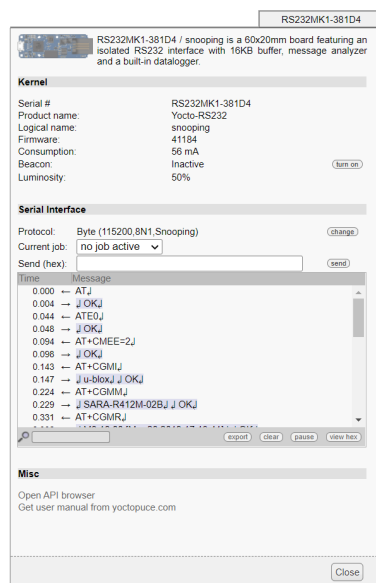 RS232MK1-381D4
RS232MK1-381D4 / snooping is a 60x20mm board featuring an
isolated RS232 interface with 16KB buffer, message analyzer
and a built-in datalogger.
Kernel
Serial # RS232MK1-381D4
Product name: Yocto-RS232
Logical name: snooping
Firmware: 41184
Consumption: 56 mA
Beacon: Inactive turn on
Luminosity: 50%
Serial Interface
Protocol: Byte (115200,8N1,Snooping) change
Current job: no job active
Send (hex): send
Time Message
0.000 ← AT↲
0.004 → ↲ OK↲
0.044 ← ATE0↲
0.048 → ↲ OK↲
0.094 ← AT+CMEE=2↲
0.098 → ↲ OK↲
0.143 ← AT+CGMI↲
0.147 → ↲ u-blox↲ ↲ OK↲
0.224 ← AT+CGMM↲
0.229 → ↲ SARA-R412M-02B↲ ↲ OK↲
0.331 ← AT+CGMR↲
export clear pause view hex
Misc
Open API browser
Get user manual from yoctopuce.com
Close